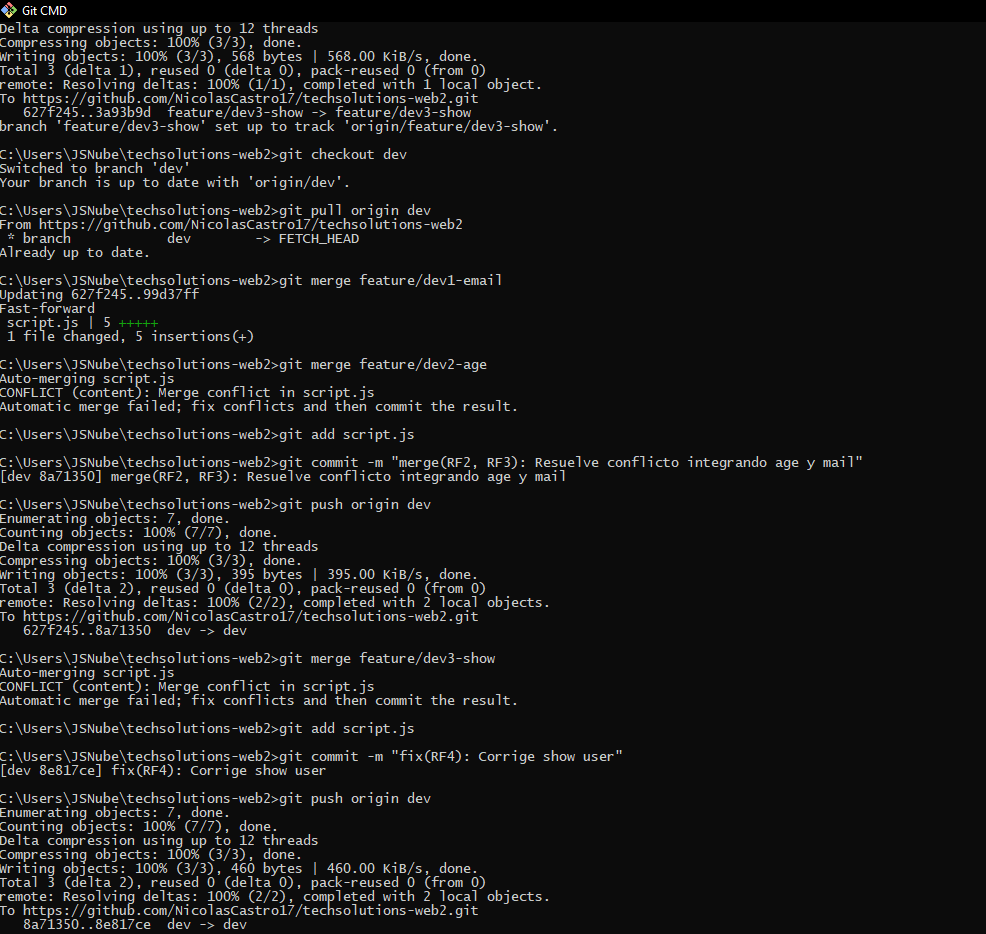 Git CMD
Delta compression using up to 12 threads
Compressing objects: 100% (3/3), done.
Writing objects: 100% (3/3), 568 bytes | 568.00 KiB/s, done.
Total 3 (delta 1), reused 0 (delta 0), pack-reused 0 (from 0)
remote: Resolving deltas: 100% (1/1), completed with 1 local object.
To https://github.com/NicolasCastro17/techsolutions-web2.git
   627f245..3a93b9d  feature/dev3-show -> feature/dev3-show
branch 'feature/dev3-show' set up to track 'origin/feature/dev3-show'.
C:\Users\JSNube\techsolutions-web2>git checkout dev
Switched to branch 'dev'
Your branch is up to date with 'origin/dev'.
C:\Users\JSNube\techsolutions-web2>git pull origin dev
From https://github.com/NicolasCastro17/techsolutions-web2
 * branch            dev        -> FETCH_HEAD
Already up to date.
C:\Users\JSNube\techsolutions-web2>git merge feature/dev1-email
Updating 627f245..99d37ff
Fast-forward
 script.js | 5 +++++
 1 file changed, 5 insertions(+)
C:\Users\JSNube\techsolutions-web2>git merge feature/dev2-age
Auto-merging script.js
CONFLICT (content): Merge conflict in script.js
Automatic merge failed; fix conflicts and then commit the result.
C:\Users\JSNube\techsolutions-web2>git add script.js
C:\Users\JSNube\techsolutions-web2>git commit -m "merge(RF2, RF3): Resuelve conflicto integrando age y mail"
[dev 8a71350] merge(RF2, RF3): Resuelve conflicto integrando age y mail
C:\Users\JSNube\techsolutions-web2>git push origin dev
Enumerating objects: 7, done.
Counting objects: 100% (7/7), done.
Delta compression using up to 12 threads
Compressing objects: 100% (3/3), done.
Writing objects: 100% (3/3), 395 bytes | 395.00 KiB/s, done.
Total 3 (delta 2), reused 0 (delta 0), pack-reused 0 (from 0)
remote: Resolving deltas: 100% (2/2), completed with 2 local objects.
To https://github.com/NicolasCastro17/techsolutions-web2.git
   627f245..8a71350  dev -> dev
C:\Users\JSNube\techsolutions-web2>git merge feature/dev3-show
Auto-merging script.js
CONFLICT (content): Merge conflict in script.js
Automatic merge failed; fix conflicts and then commit the result.
C:\Users\JSNube\techsolutions-web2>git add script.js
C:\Users\JSNube\techsolutions-web2>git commit -m "fix(RF4): Corrige show user"
[dev 8e817ce] fix(RF4): Corrige show user
C:\Users\JSNube\techsolutions-web2>git push origin dev
Enumerating objects: 7, done.
Counting objects: 100% (7/7), done.
Delta compression using up to 12 threads
Compressing objects: 100% (3/3), done.
Writing objects: 100% (3/3), 460 bytes | 460.00 KiB/s, done.
Total 3 (delta 2), reused 0 (delta 0), pack-reused 0 (from 0)
remote: Resolving deltas: 100% (2/2), completed with 2 local objects.
To https://github.com/NicolasCastro17/techsolutions-web2.git
   8a71350..8e817ce  dev -> dev